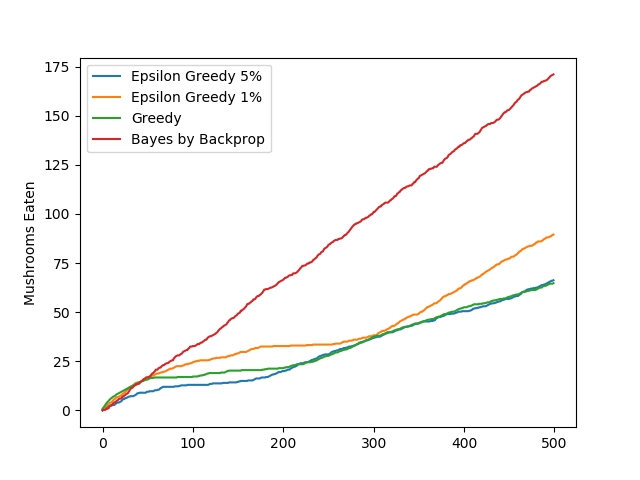 175
150
125
100
75
50
25
0
Mushrooms Eaten
Epsilon Greedy 5%
Epsilon Greedy 1%
Greedy
Bayes by Backprop
0 100 200 300 400 500